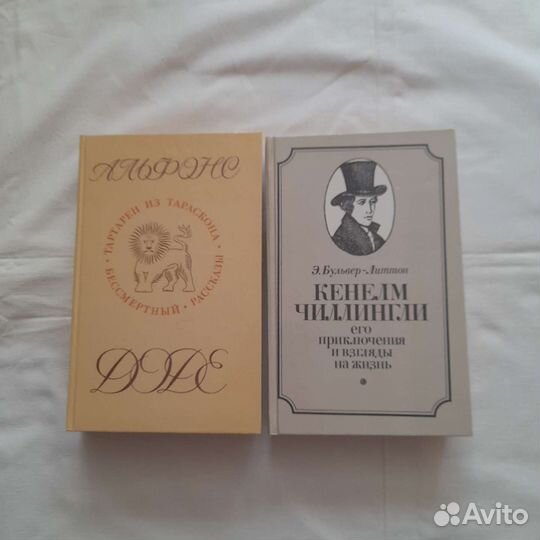 АЛЬФОНС
ТАРТАРЕН ИЗ ТАРАСКОНА • БЕССМЕРТНЫЙ • РАССКАЗЫ •
ДОДЕ
Э. Бульвер-Литтон
КЕНЕЛМ
ЧИЛЛИНГЛИ
его
приключения
и взгляды
на жизнь
Avito